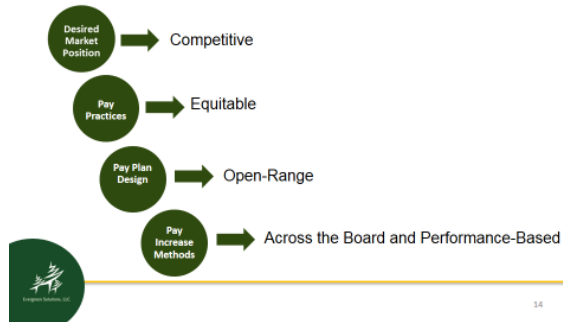 Desired
Market
Position
Competitive
Pay
Practices
Equitable
Pay Plan
Design
Open-Range
Pay
Increase
Methods
Across the Board and Performance-Based
Evergreen Solutions, LLC
14